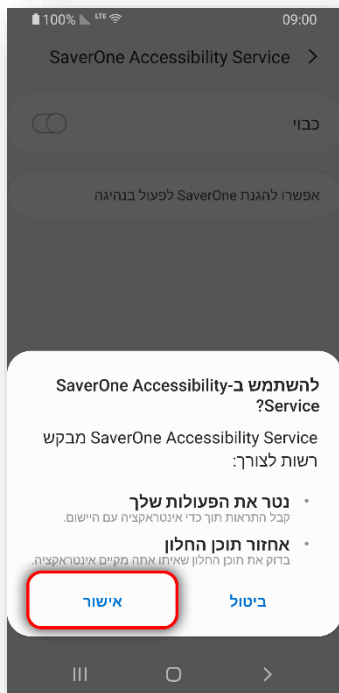 100% LTE 09:00
SaverOne Accessibility Service
כבוי
אפשרו להגנת SaverOne לפעול בנהיגה
להשתמש ב-SaverOne Accessibility
Service?
SaverOne Accessibility Service מבקש
רשות לצורך:
• נטר את הפעולות שלך
קבל התראות תוך כדי אינטראקציה עם היישום.
• אחזור תוכן החלון
בדוק את תוכן החלון שאיתו אתה מקיים אינטראקציה.
ביטול אישור